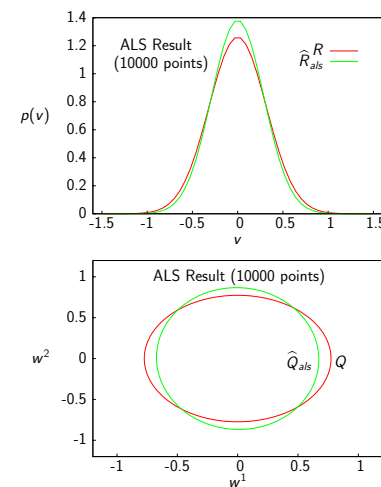 1.4
1.2
1
0.8
0.6
0.4
0.2
0
p(v)
ALS Result
(10000 points)
R
R̂als
-1.5 -1 -0.5 0 0.5 1 1.5
v
ALS Result (10000 points)
1
0.5
0
-0.5
-1
w²
Q̂als Q
-1 -0.5 0 0.5 1
w¹